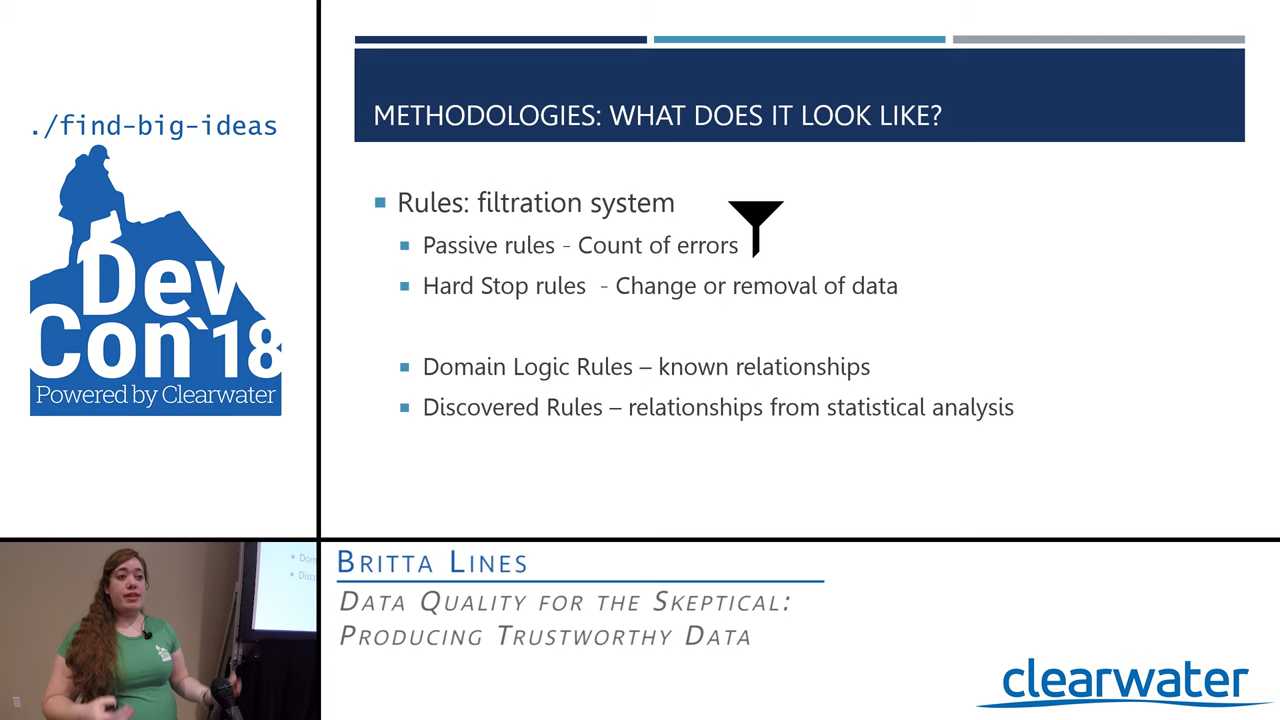 ./find-big-ideas
Dev
Con`18
Powered by Clearwater
METHODOLOGIES: WHAT DOES IT LOOK LIKE?
Rules: filtration system
Passive rules - Count of errors
Hard Stop rules - Change or removal of data
Domain Logic Rules – known relationships
Discovered Rules – relationships from statistical analysis
BRITTA LINES
DATA QUALITY FOR THE SKEPTICAL:
PRODUCING TRUSTWORTHY DATA
clearwater